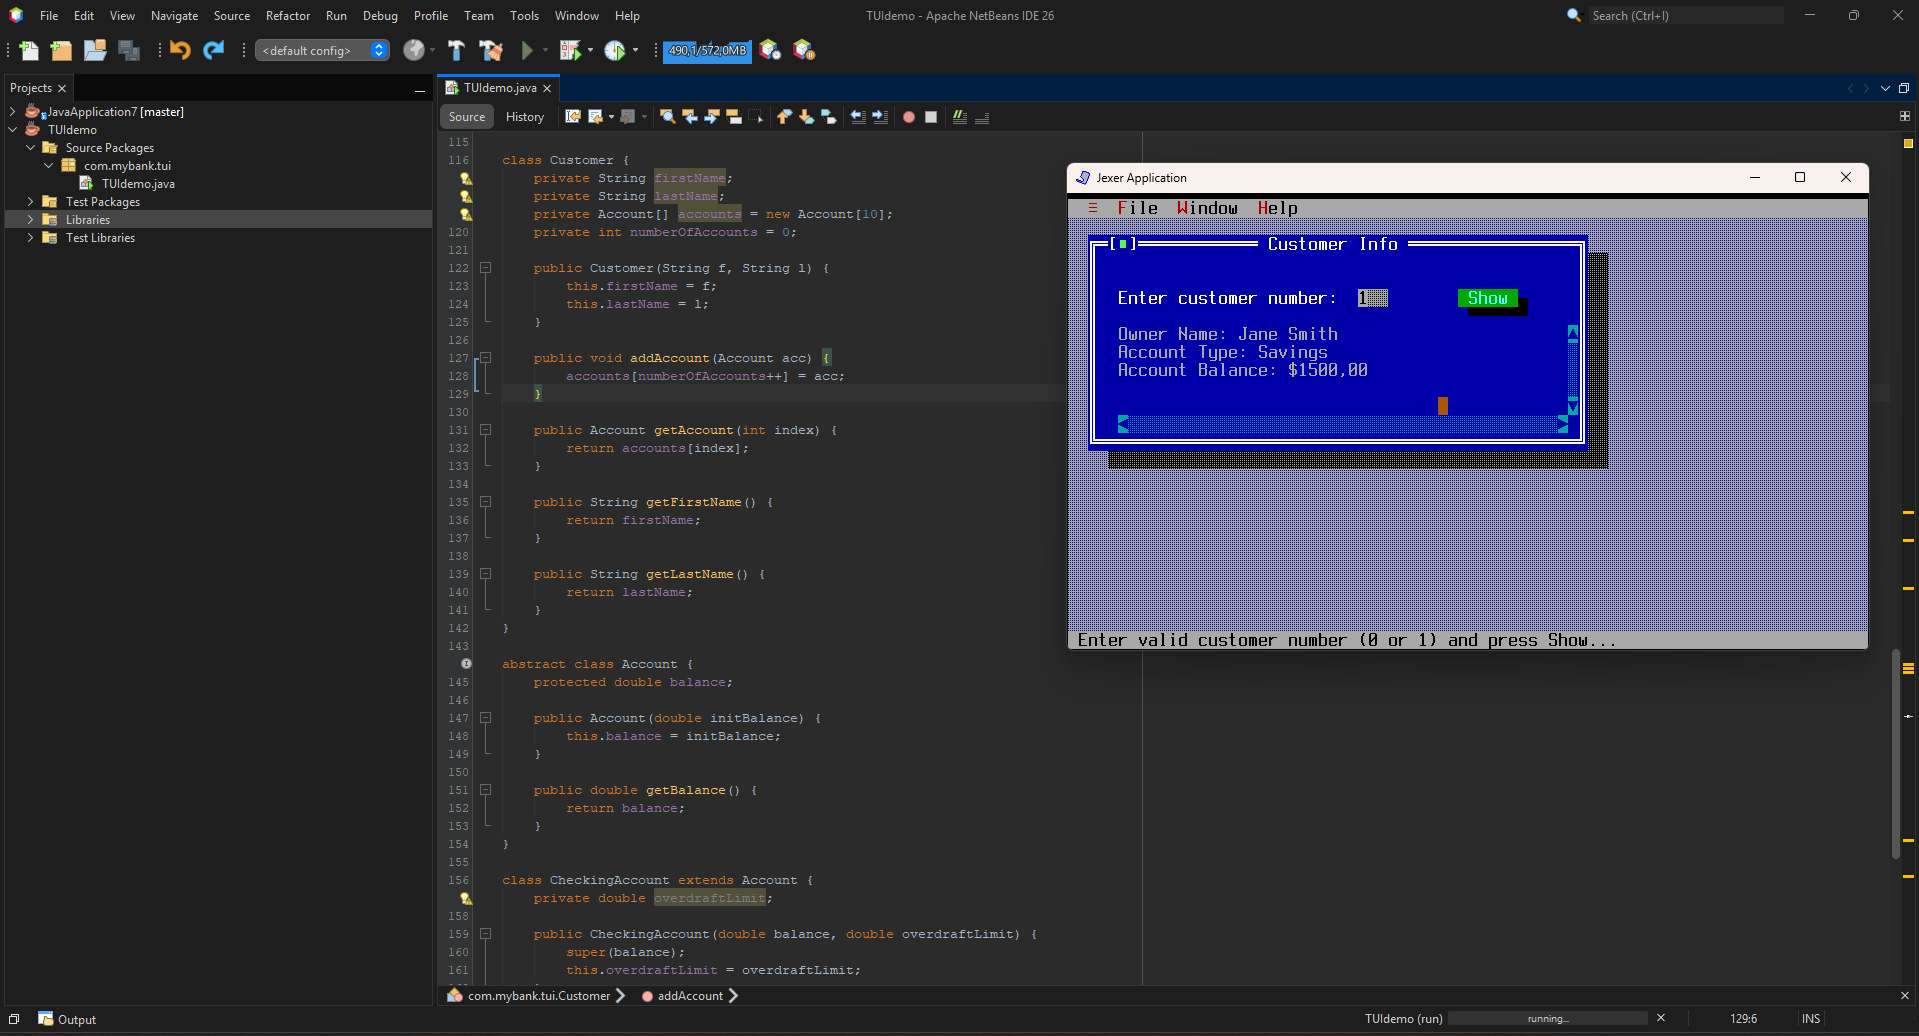 File Edit View Navigate Source Refactor Run Debug Profile Team Tools Window Help
TUIdemo - Apache NetBeans IDE 26
Search (Ctrl+I)
<default config>
490,1/572,0MB
Projects
TUIdemo.java
JavaApplication7 [master]
TUIdemo
Source Packages
com.mybank.tui
TUIdemo.java
Test Packages
Libraries
Test Libraries
Source History
115
116 class Customer {
private String firstName;
private String lastName;
private Account[] accounts = new Account[10];
120 private int numberOfAccounts = 0;
121
122 public Customer(String f, String l) {
123 this.firstName = f;
124 this.lastName = l;
125 }
126
127 public void addAccount(Account acc) {
128 accounts[numberOfAccounts++] = acc;
129 }
130
131 public Account getAccount(int index) {
132 return accounts[index];
133 }
134
135 public String getFirstName() {
136 return firstName;
137 }
138
139 public String getLastName() {
140 return lastName;
141 }
142 }
143
abstract class Account {
145 protected double balance;
146
147 public Account(double initBalance) {
148 this.balance = initBalance;
149 }
150
151 public double getBalance() {
152 return balance;
153 }
154 }
155
156 class CheckingAccount extends Account {
private double overdraftLimit;
158
159 public CheckingAccount(double balance, double overdraftLimit) {
160 super(balance);
161 this.overdraftLimit = overdraftLimit;
Jexer Application
File Window Help
Customer Info
Enter customer number: 1 Show
Owner Name: Jane Smith
Account Type: Savings
Account Balance: $1500,00
Enter valid customer number (0 or 1) and press Show...
com.mybank.tui.Customer addAccount
Output
TUIdemo (run) running... 129:6 INS